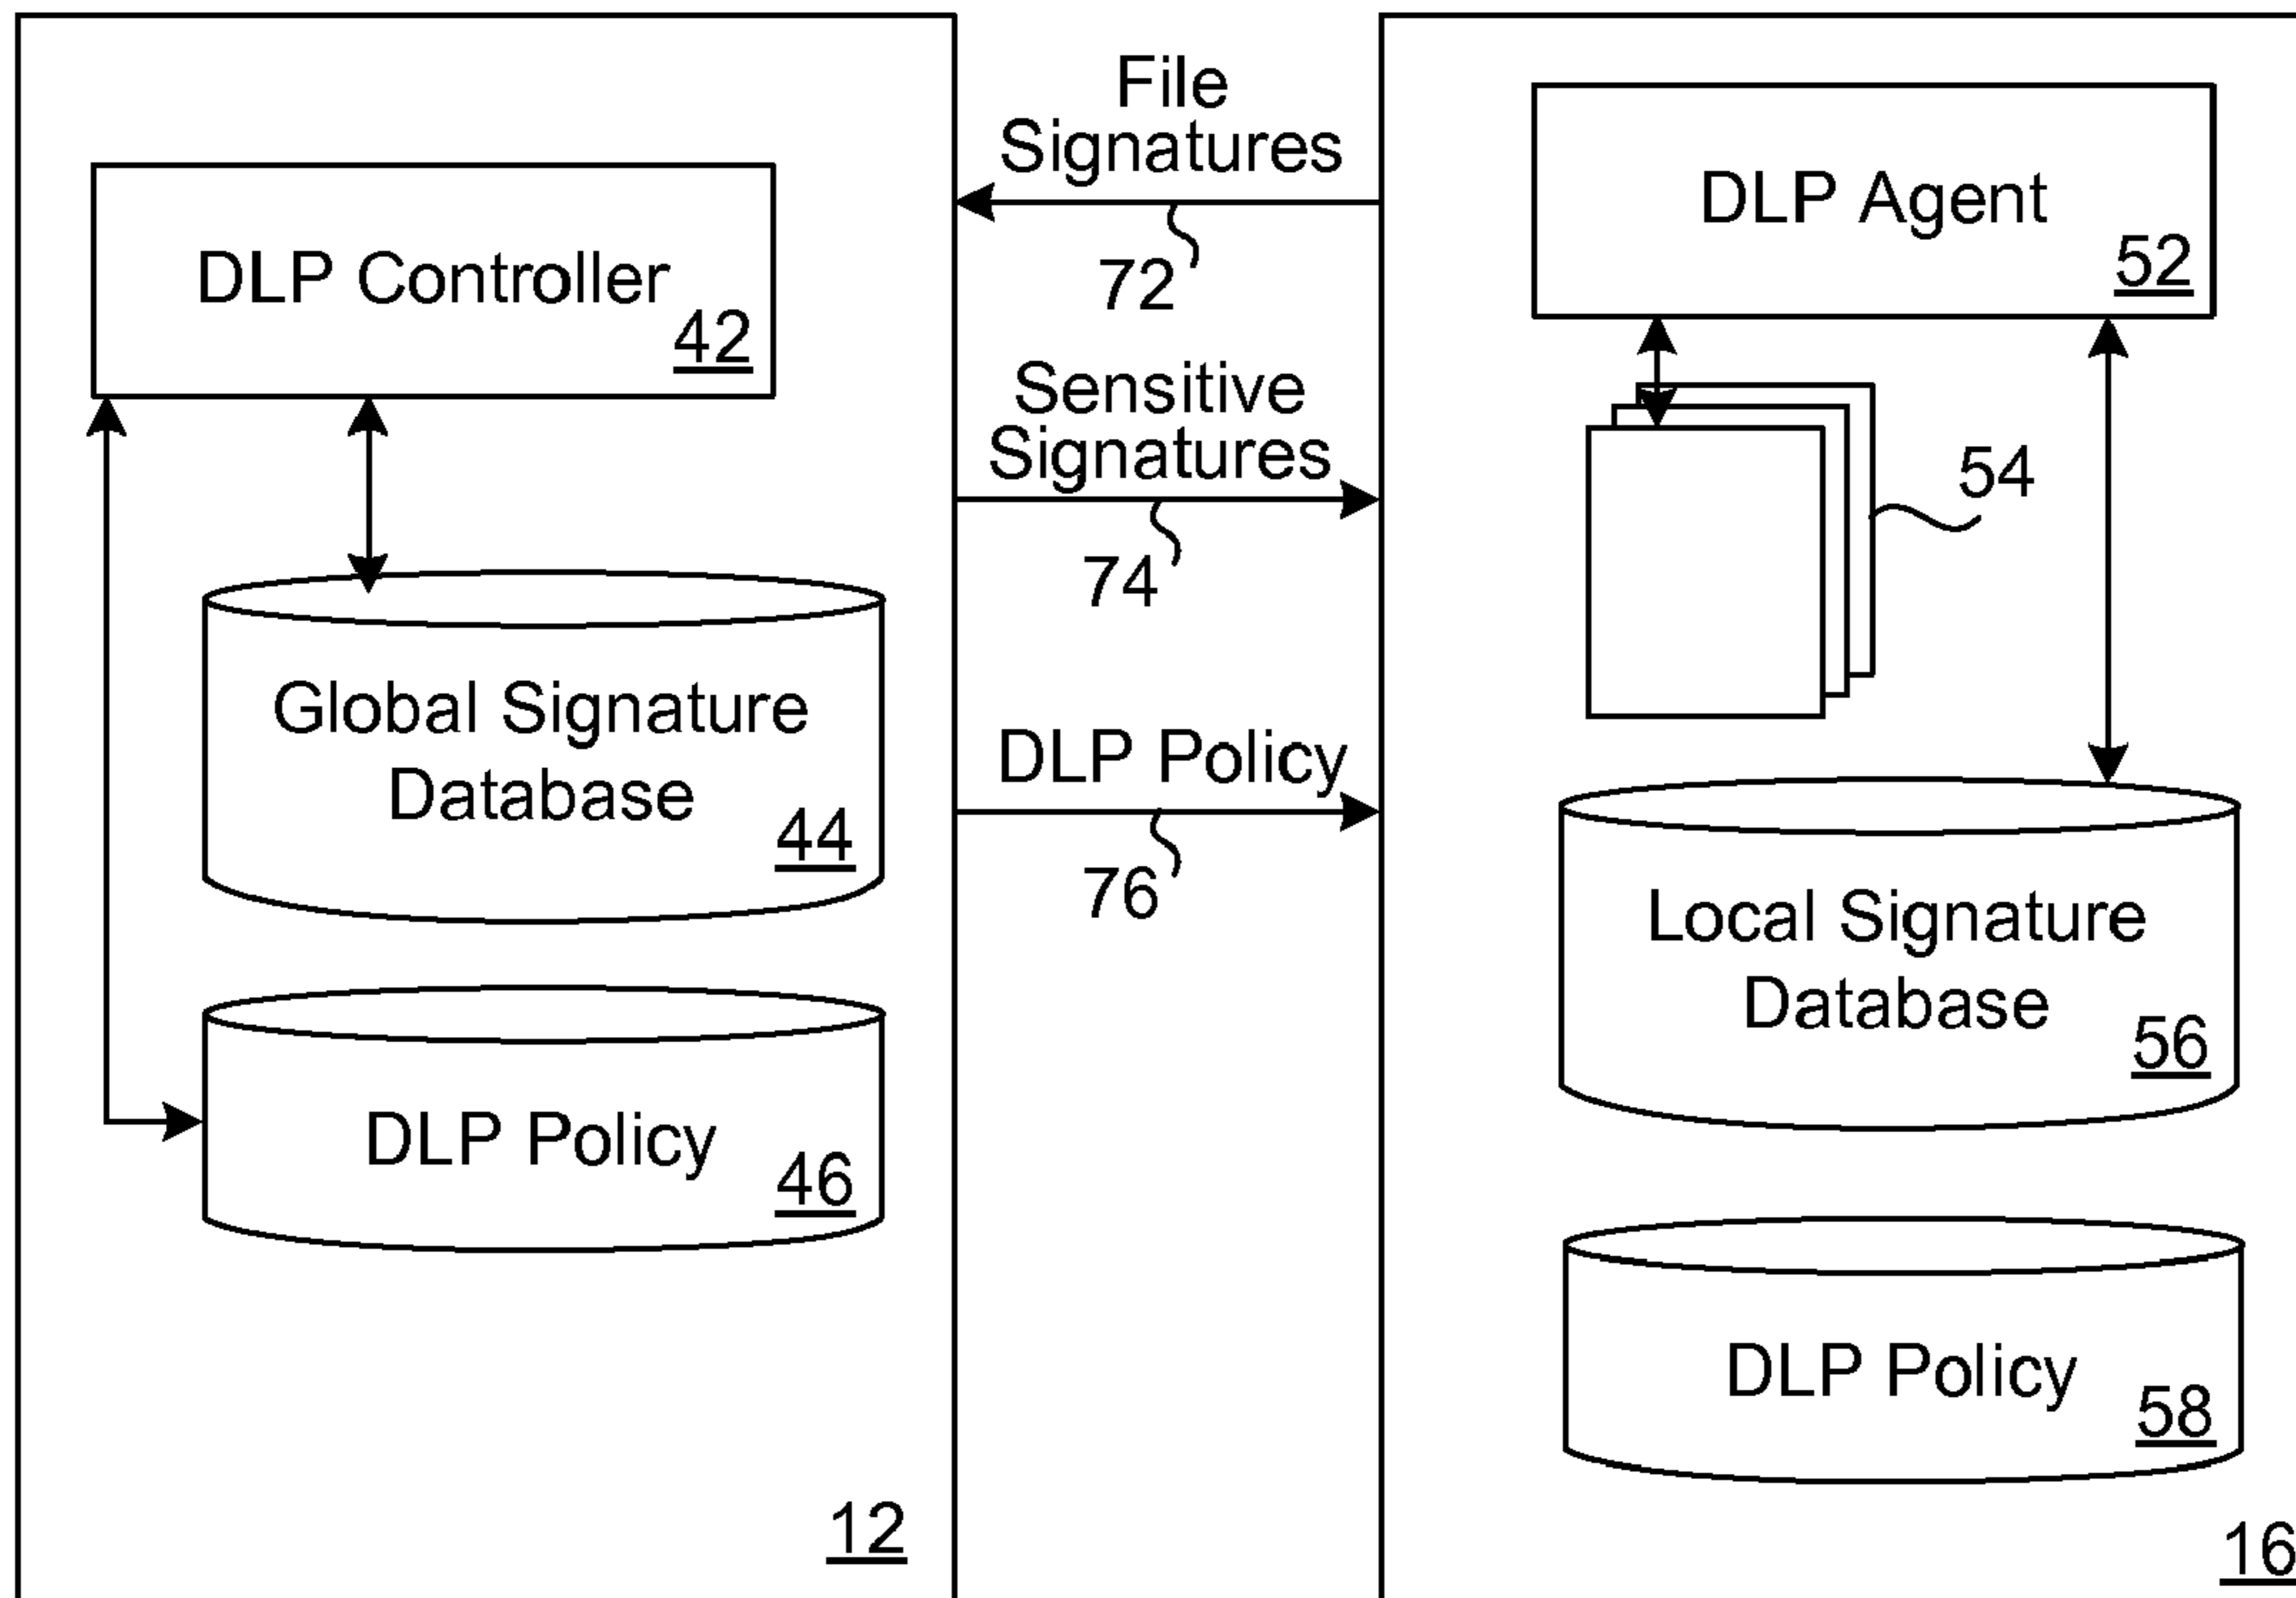 DLP Controller
42
Global Signature
Database
44
DLP Policy
46
12
File
Signatures
72
Sensitive
Signatures
74
DLP Policy
76
DLP Agent
52
54
Local Signature
Database
56
DLP Policy
58
16